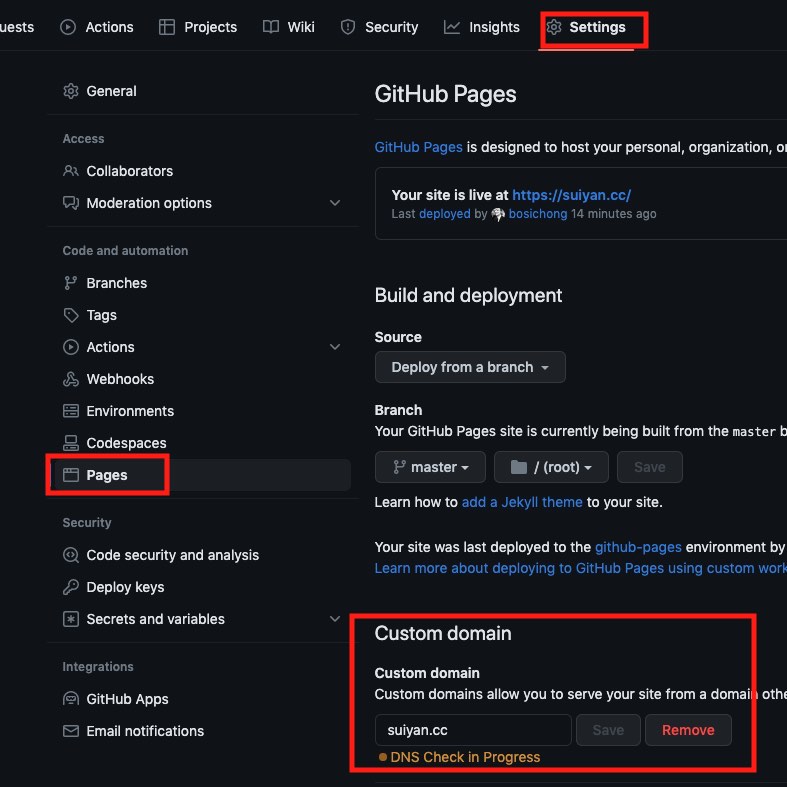 uests Actions Projects Wiki Security Insights Settings
General
Access
Collaborators
Moderation options
Code and automation
Branches
Tags
Actions
Webhooks
Environments
Codespaces
Pages
Security
Code security and analysis
Deploy keys
Secrets and variables
Integrations
GitHub Apps
Email notifications
GitHub Pages
GitHub Pages is designed to host your personal, organization, o
Your site is live at https://suiyan.cc/
Last deployed by bosichong 14 minutes ago
Build and deployment
Source
Deploy from a branch
Branch
Your GitHub Pages site is currently being built from the master b
master / (root) Save
Learn how to add a Jekyll theme to your site.
Your site was last deployed to the github-pages environment by
Learn more about deploying to GitHub Pages using custom work
Custom domain
Custom domain
Custom domains allow you to serve your site from a domain othe
suiyan.cc Save Remove
DNS Check in Progress